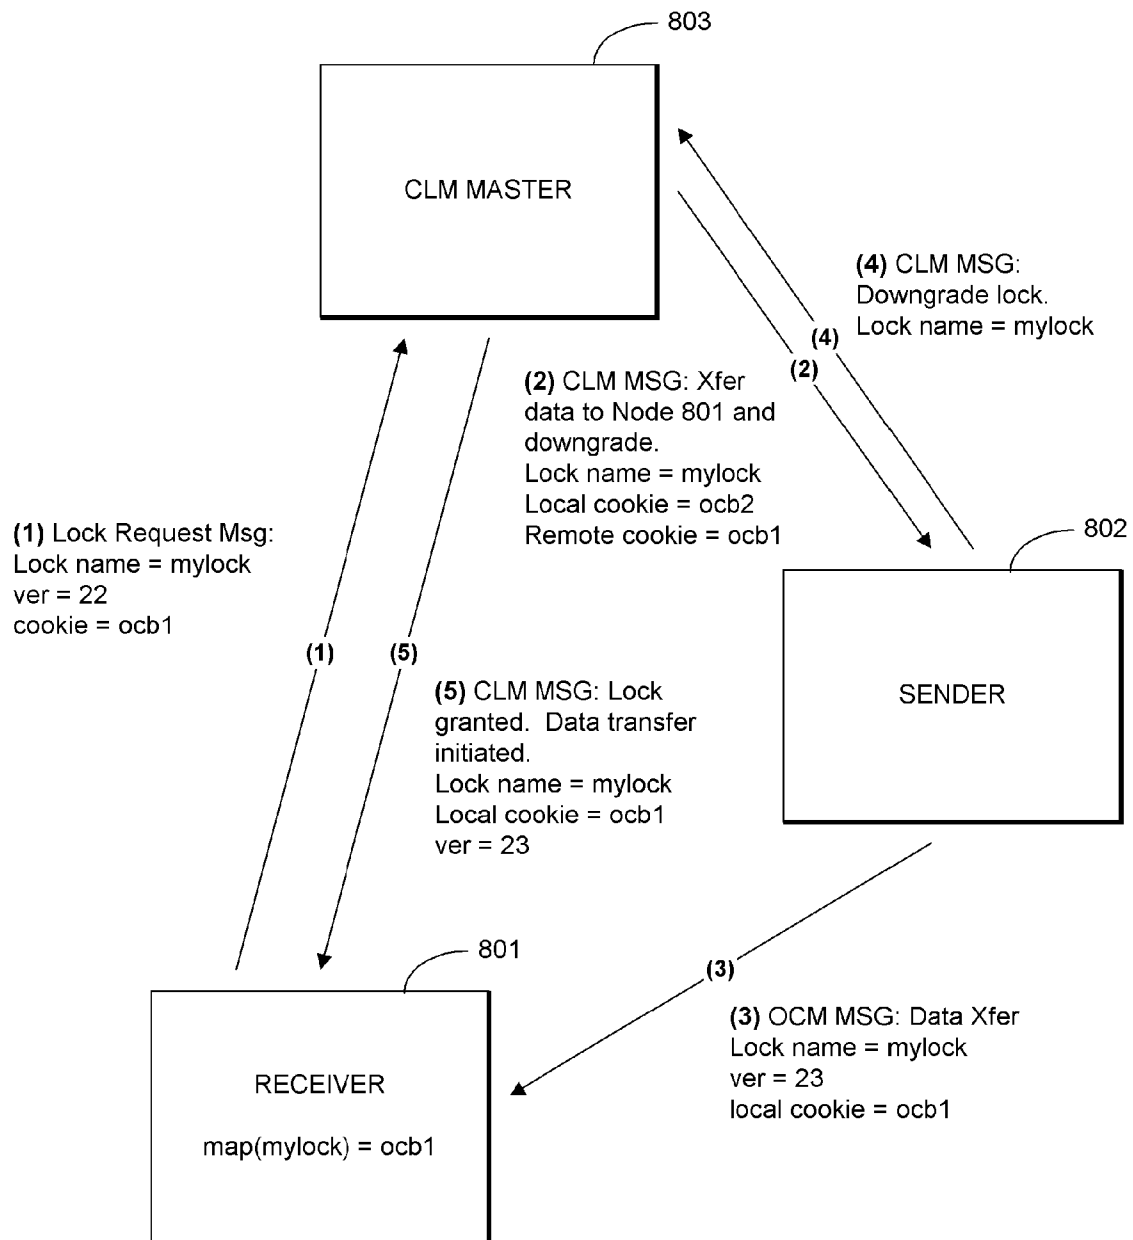 803
CLM MASTER
(4) CLM MSG:
Downgrade lock.
Lock name = mylock
(4)
(2)
(2) CLM MSG: Xfer
data to Node 801 and
downgrade.
Lock name = mylock
Local cookie = ocb2
Remote cookie = ocb1
(1) Lock Request Msg:
Lock name = mylock
ver = 22
cookie = ocb1
802
(1)
(5)
SENDER
(5) CLM MSG: Lock
granted.  Data transfer
initiated.
Lock name = mylock
Local cookie = ocb1
ver = 23
801
(3)
(3) OCM MSG: Data Xfer
Lock name = mylock
ver = 23
local cookie = ocb1
RECEIVER
map(mylock) = ocb1